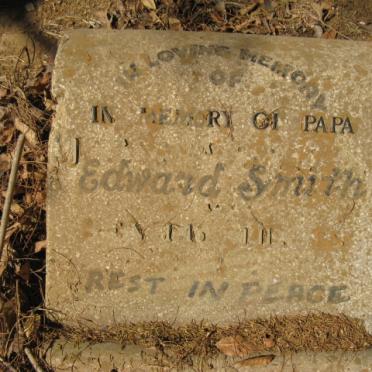 IN LOVING MEMORY
OF
IN MEMORY OF PAPA
J
Edward Smith
REST IN PEACE